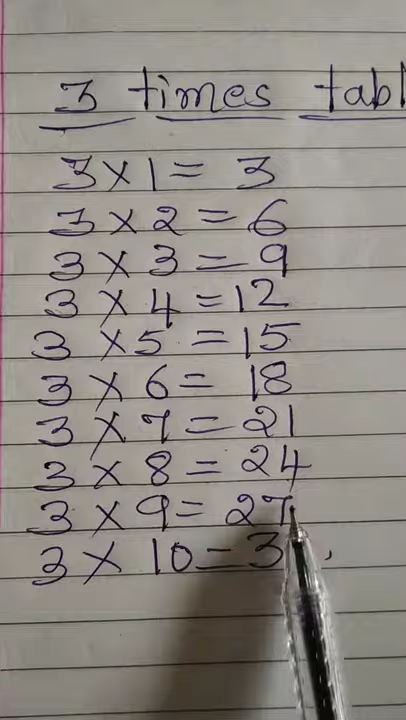 3 times tabl
3 × 1 = 3
3 × 2 = 6
3 × 3 = 9
3 × 4 = 12
3 × 5 = 15
3 × 6 = 18
3 × 7 = 21
3 × 8 = 24
3 × 9 = 27
3 × 10 = 3